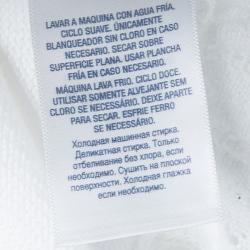 LAVAR A MAQUINA CON AGUA FRÍA.
CICLO SUAVE. ÚNICAMENTE
BLANQUEADOR SIN CLORO EN CASO
NECESARIO. SECAR SOBRE
SUPERFICIE PLANA. USAR PLANCHA
FRÍA EN CASO NECESARIO.
MÁQUINA LAVA FRIO. CICLO DOCE.
UTILISAR SOMENTE ALVEJANTE SEM
CLORO SE NECESSÁRIO. DEIXE APARTE
PARA SECAR. ESFRIE FERRO
SE NECESSÁRIO.
Холодная машинная стирка.
Деликатная стирка. Только
отбеливание без хлора, если
необходимо. Сушить на плоской
поверхности. Холодная глажка
если необходимо.